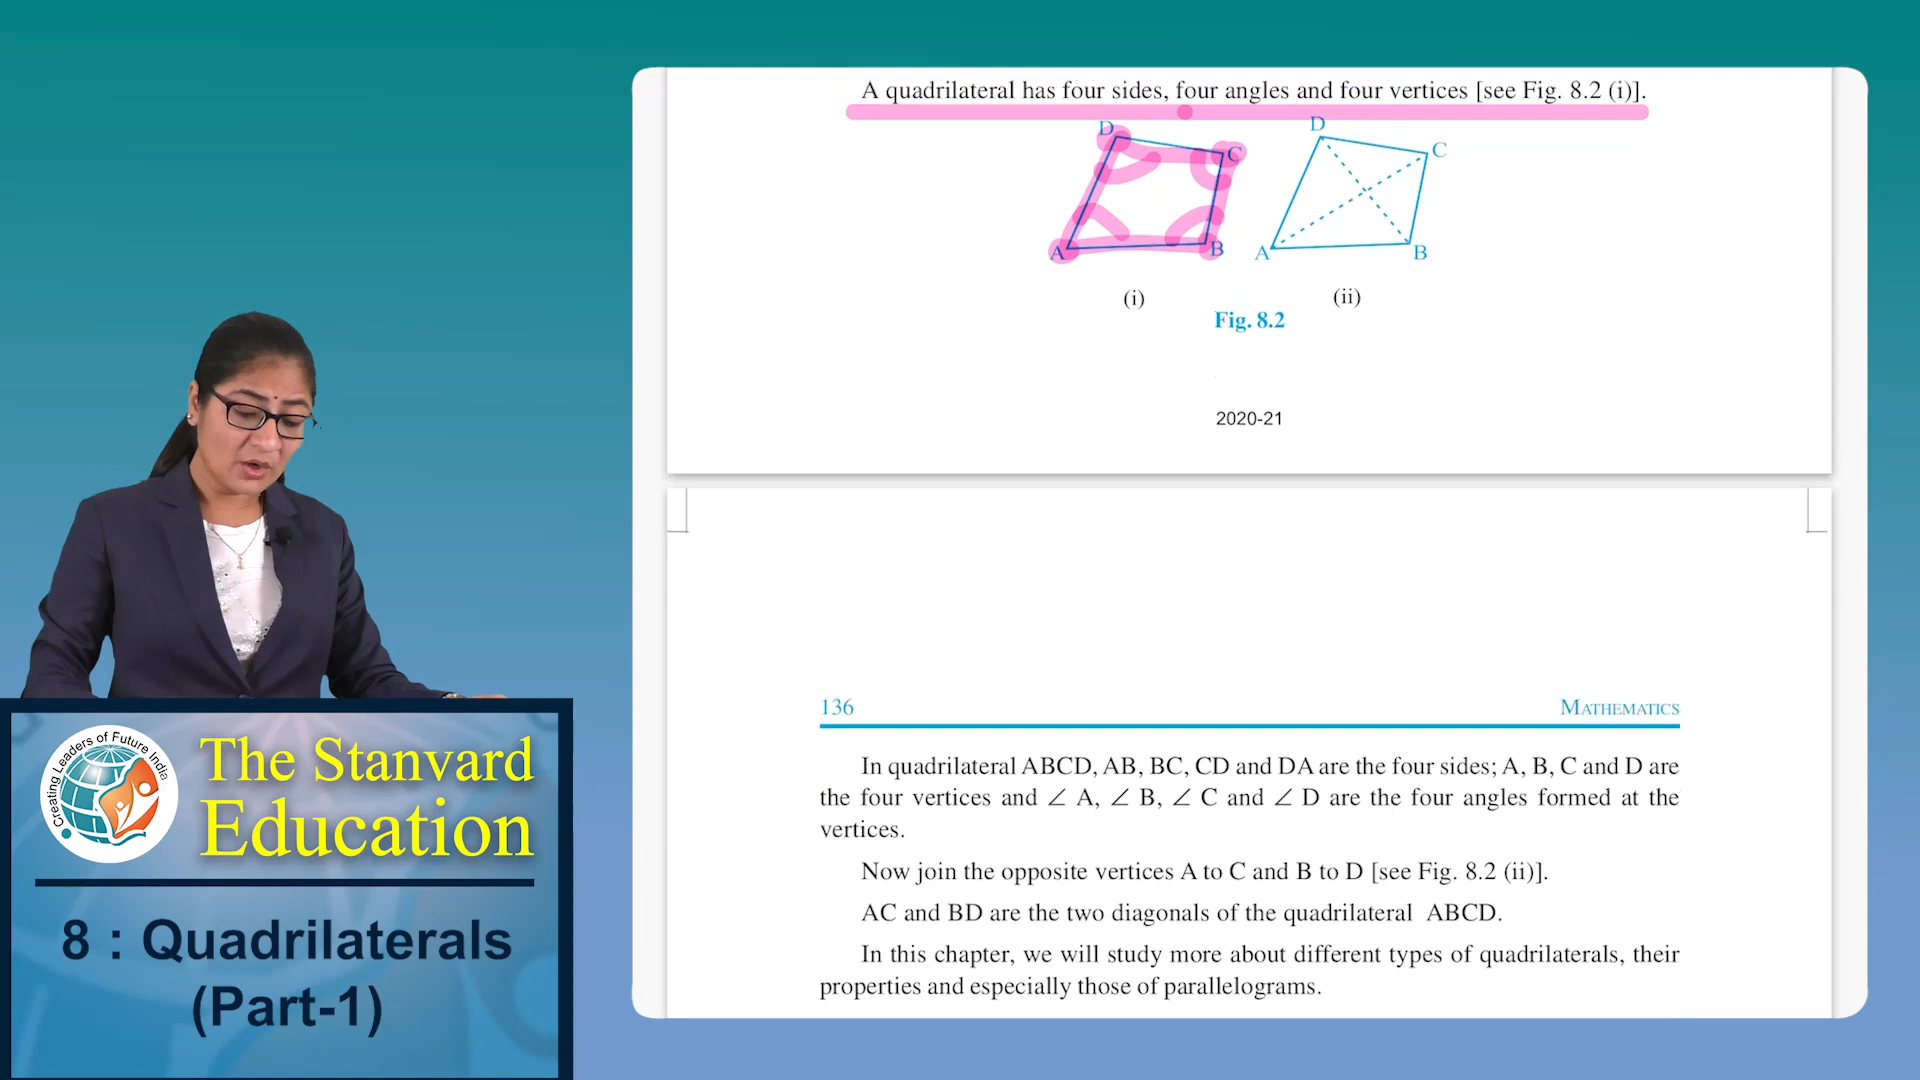 A quadrilateral has four sides, four angles and four vertices [see Fig. 8.2 (i)].
D
C
A
B
D
C
A
B
(i)
(ii)
Fig. 8.2
2020-21
136
MATHEMATICS
In quadrilateral ABCD, AB, BC, CD and DA are the four sides; A, B, C and D are
the four vertices and ∠ A, ∠ B, ∠ C and ∠ D are the four angles formed at the
vertices.
Now join the opposite vertices A to C and B to D [see Fig. 8.2 (ii)].
AC and BD are the two diagonals of the quadrilateral ABCD.
In this chapter, we will study more about different types of quadrilaterals, their
properties and especially those of parallelograms.
Creating Leaders of Future India
The Stanvard
Education
8 : Quadrilaterals
(Part-1)